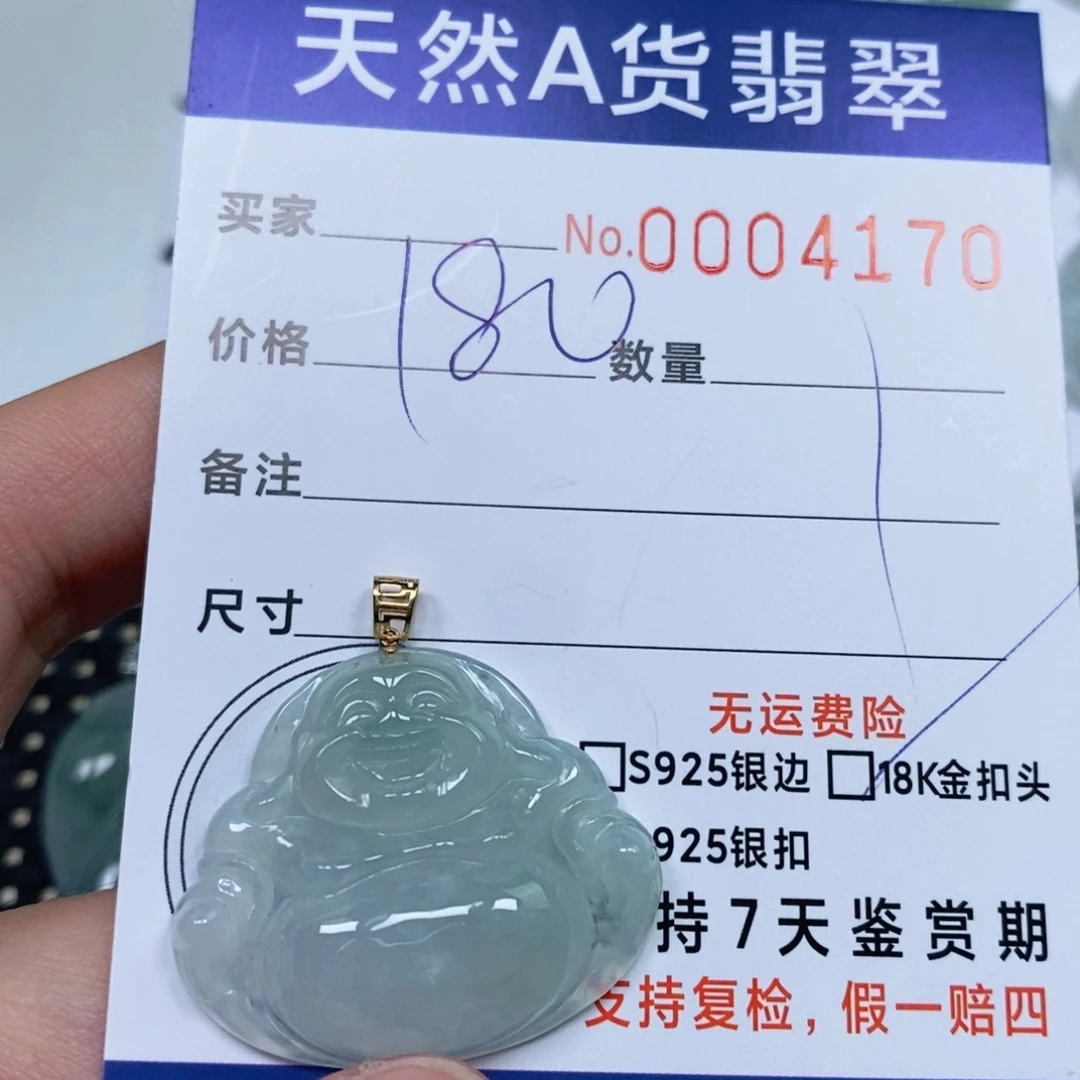 天然A货翡翠
买家 No.0004170
价格 180 数量
备注
尺寸
无运费险
S925银边 18K金扣头
925银扣
持7天鉴赏期
支持复检，假一赔四